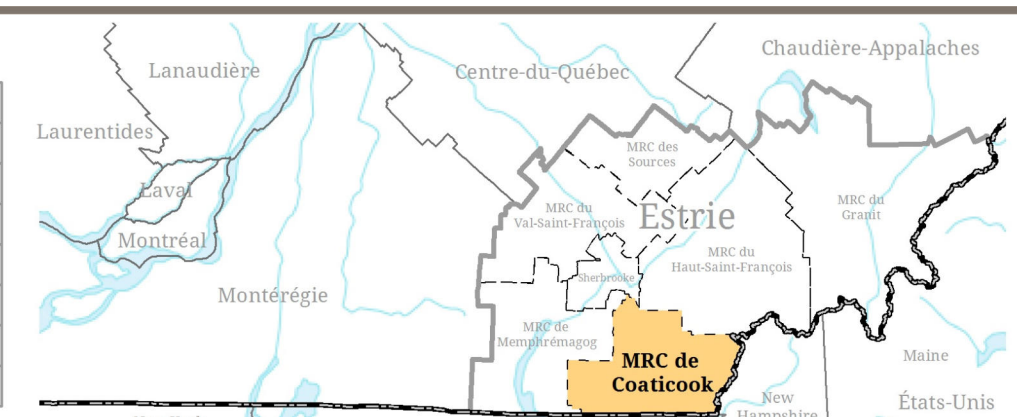 Chaudière-Appalaches
Lanaudière
Centre-du-Québec
Laurentides
MRC des
Sources
Laval
MRC du
Val-Saint-François
Estrie
MRC du
Granit
Montréal
MRC du
Haut-Saint-François
Sherbrooke
Montérégie
MRC de
Memphrémagog
MRC de
Coaticook
Maine
New
Hampshire
États-Unis